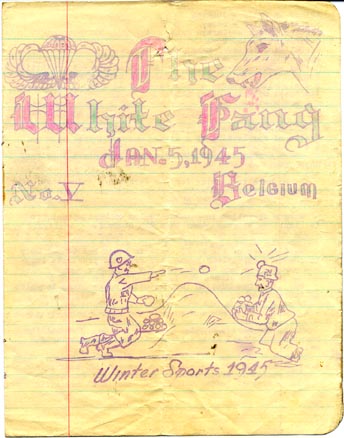 The
White Fang
JAN. 5, 1945
No. V
Belgium
Winter Sports 1945